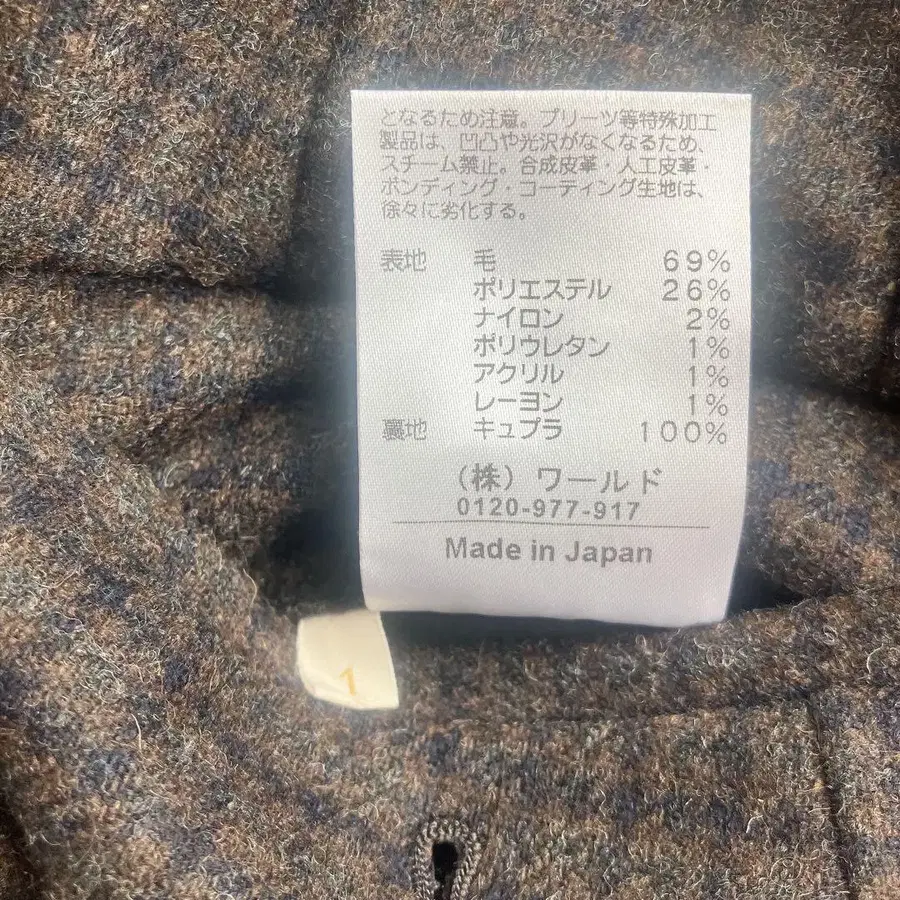 となるため注意。プリーツ等特殊加工
製品は、凹凸や光沢がなくなるため、
スチーム禁止。合成皮革・人工皮革・
ボンディング・コーティング生地は、
徐々に劣化する。
表地 毛 69%
ポリエステル 26%
ナイロン 2%
ポリウレタン 1%
アクリル 1%
レーヨン 1%
裏地 キュプラ 100%
(株)ワールド
0120-977-917
Made in Japan
1